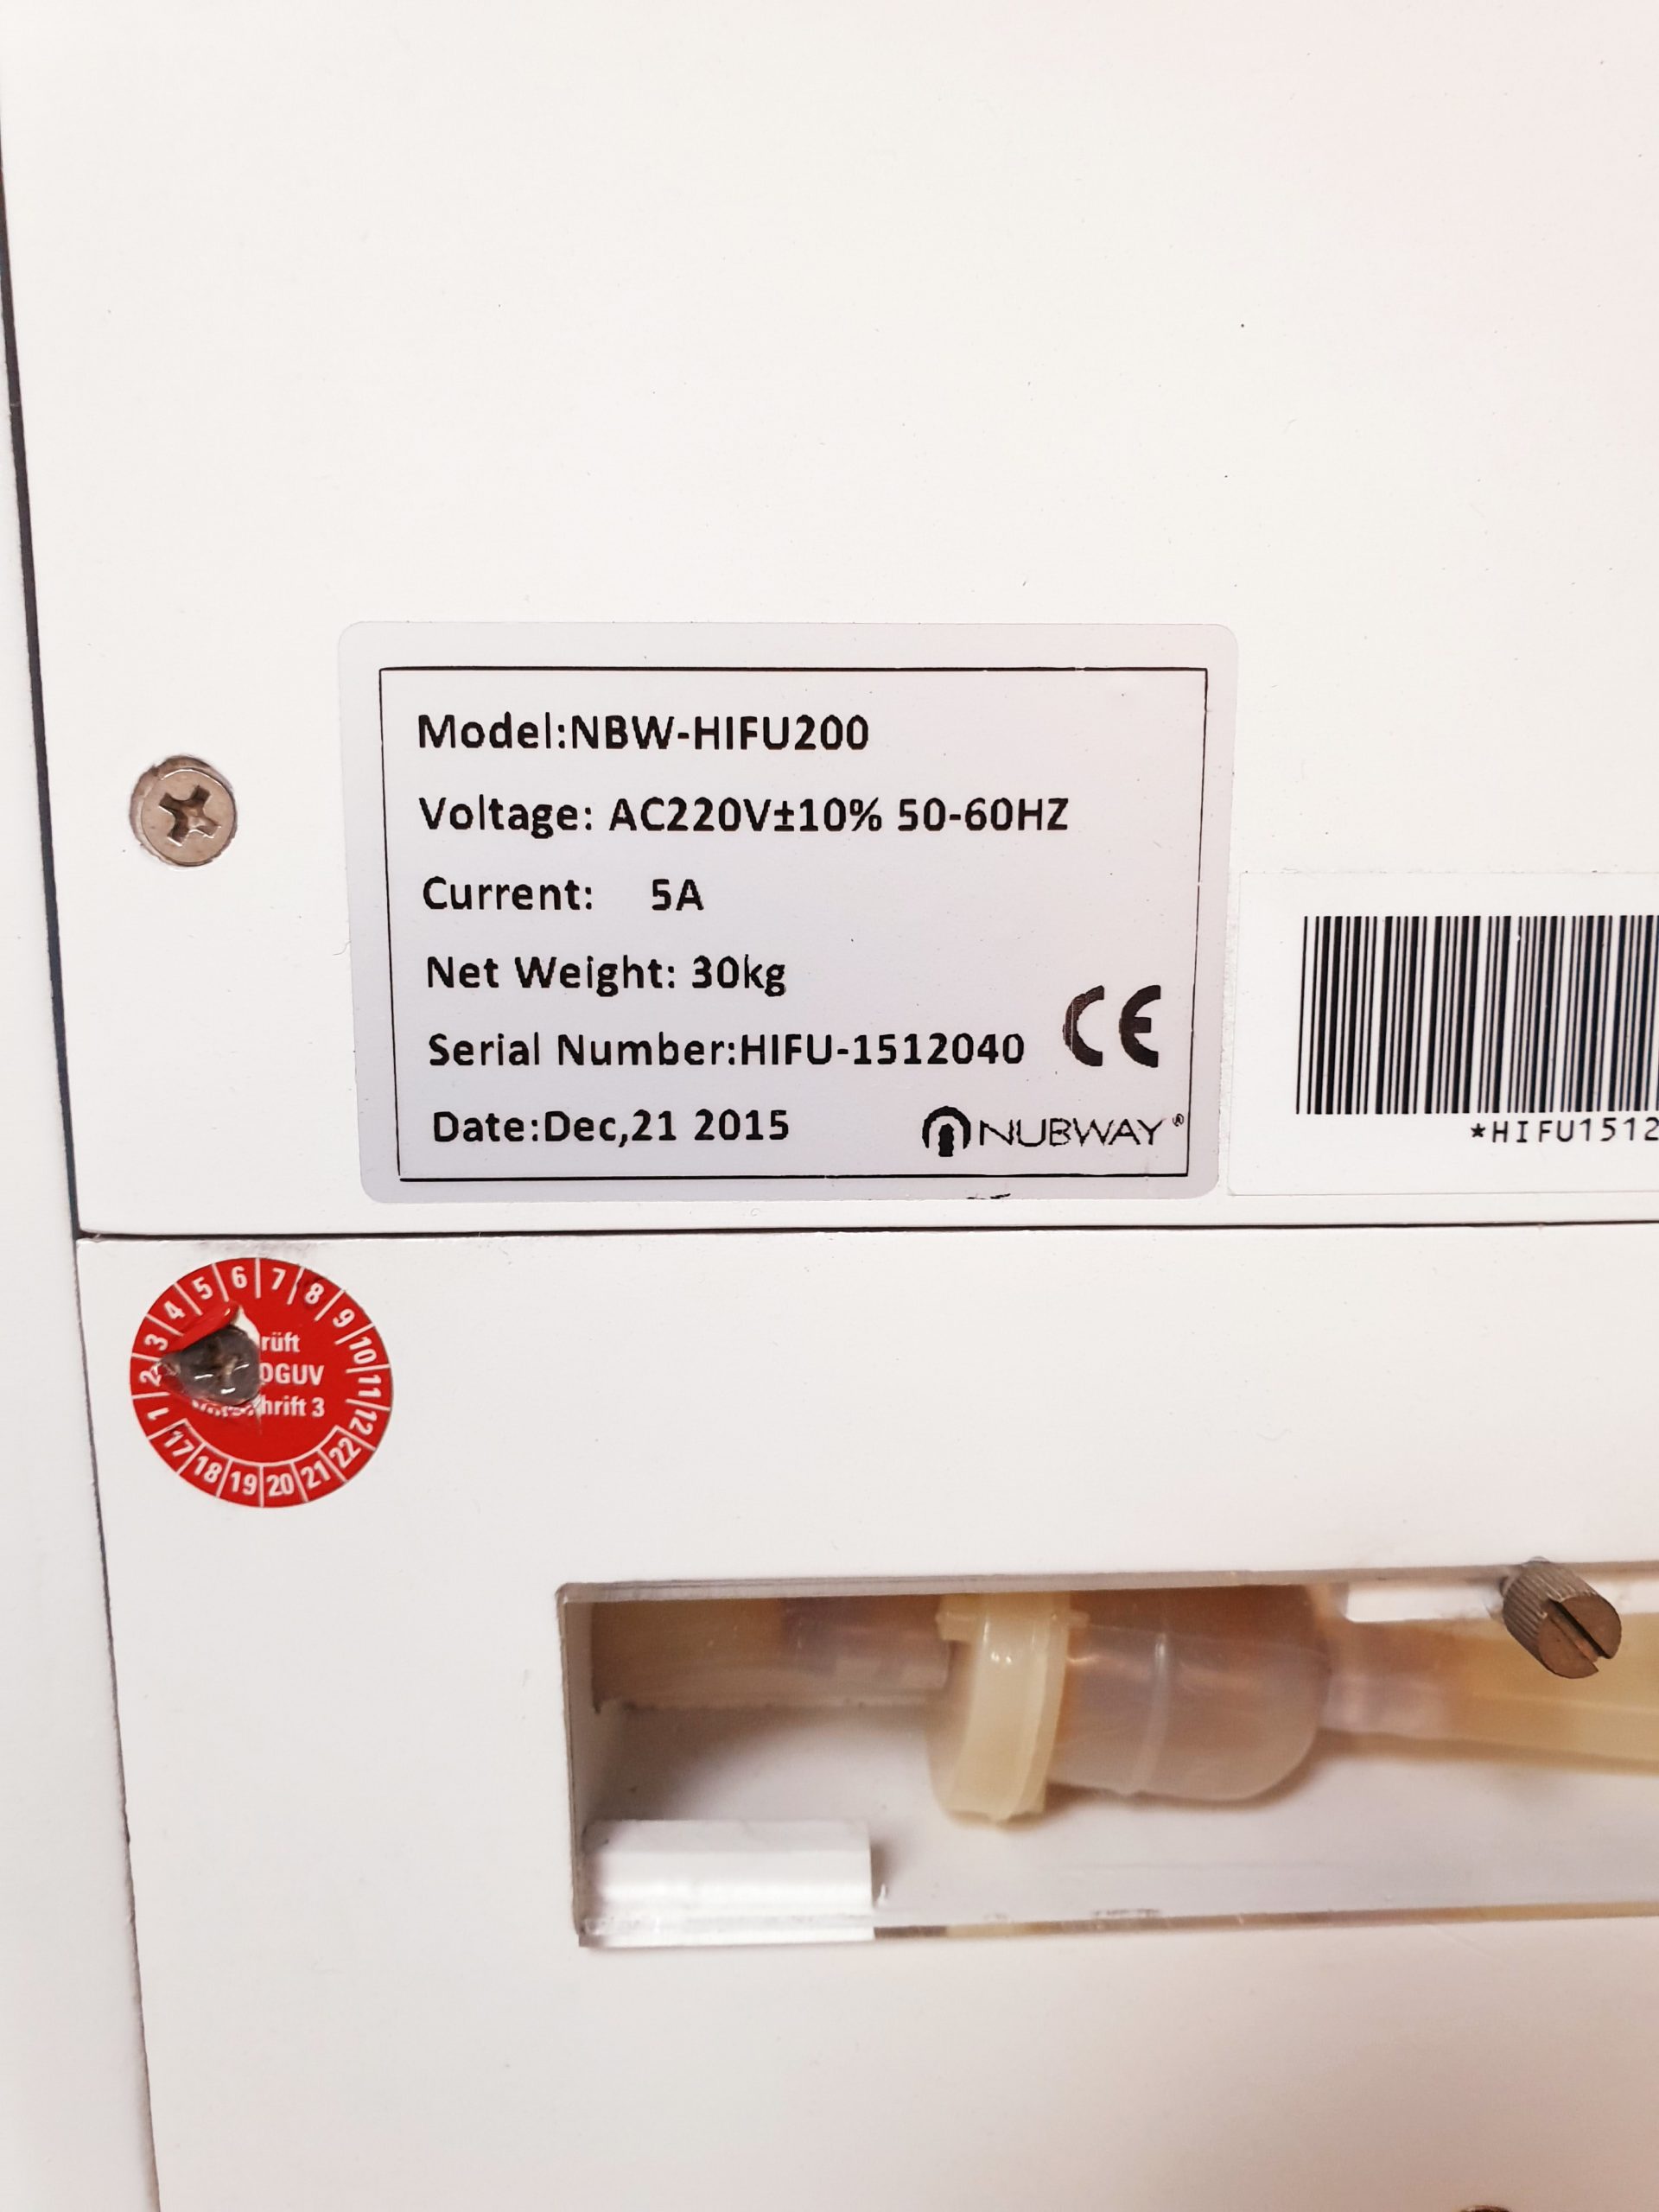 Model:NBW-HIFU200
Voltage: AC220V±10% 50-60HZ
Current: 5A
Net Weight: 30kg
Serial Number:HIFU-1512040
CE
Date:Dec,21 2015
NUBWAY®
*HIFU1512
1 2 3 4 5 6 7 8 9 10 11 12
rüft
DGUV
hrift 3
17 18 19 20 21 22